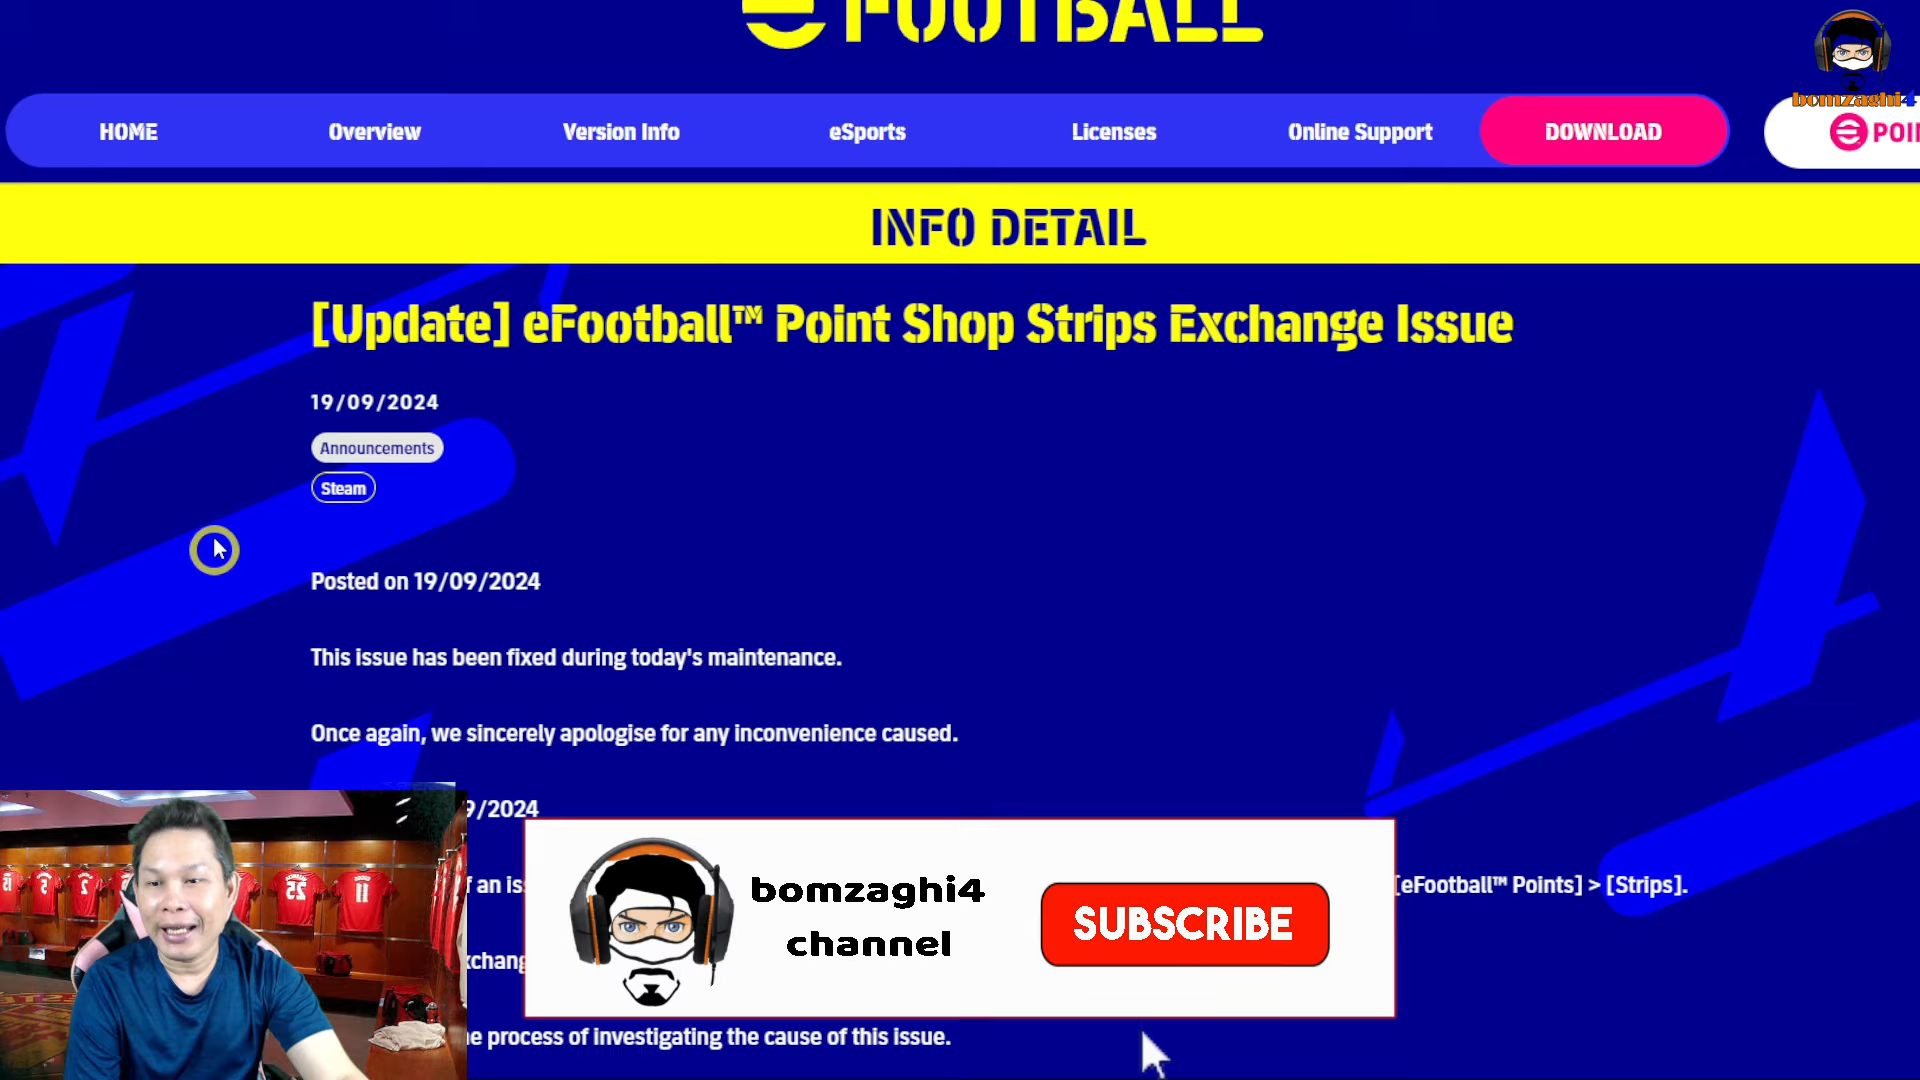 eFOOTBALL
bomzaghi4
HOME
Overview
Version Info
eSports
Licenses
Online Support
DOWNLOAD
INFO DETAIL
[Update] eFootball™ Point Shop Strips Exchange Issue
19/09/2024
Announcements
Steam
Posted on 19/09/2024
This issue has been fixed during today's maintenance.
Once again, we sincerely apologise for any inconvenience caused.
9/2024
an [eFootball™ Points] > [Strips].
process of investigating the cause of this issue.
bomzaghi4
channel
SUBSCRIBE